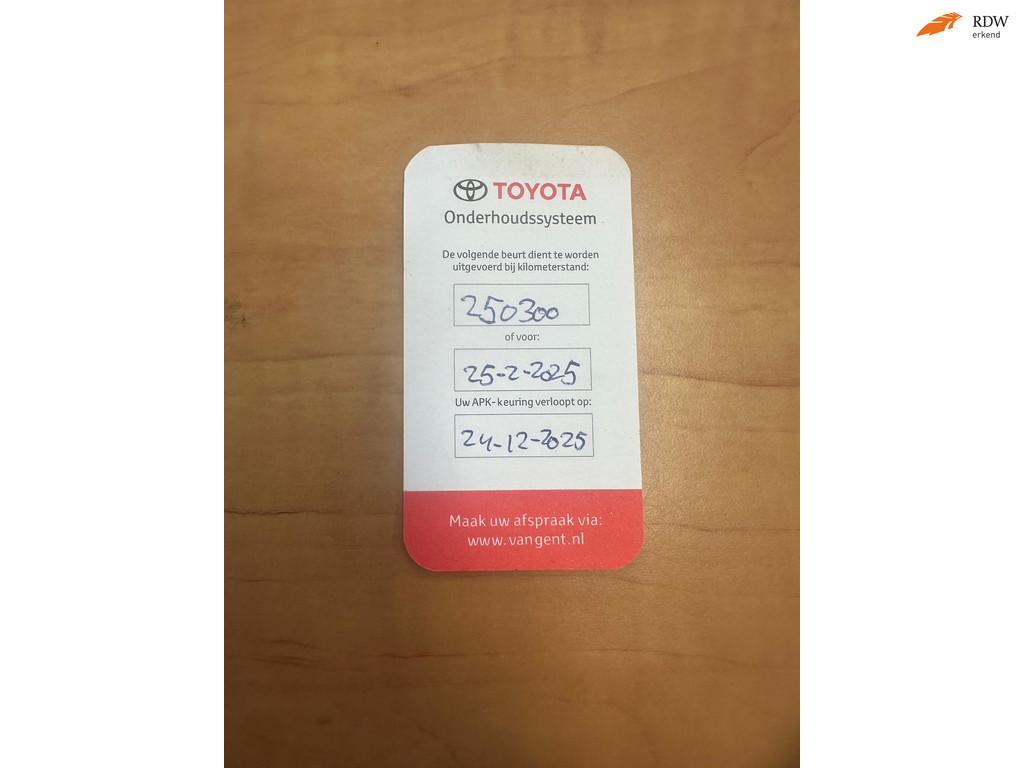 RDW
erkend
TOYOTA
Onderhoudssysteem
De volgende beurt dient te worden
uitgevoerd bij kilometerstand:
250300
of voor:
25-2-2025
Uw APK-keuring verloopt op:
24-12-2025
Maak uw afspraak via:
www.vangent.nl